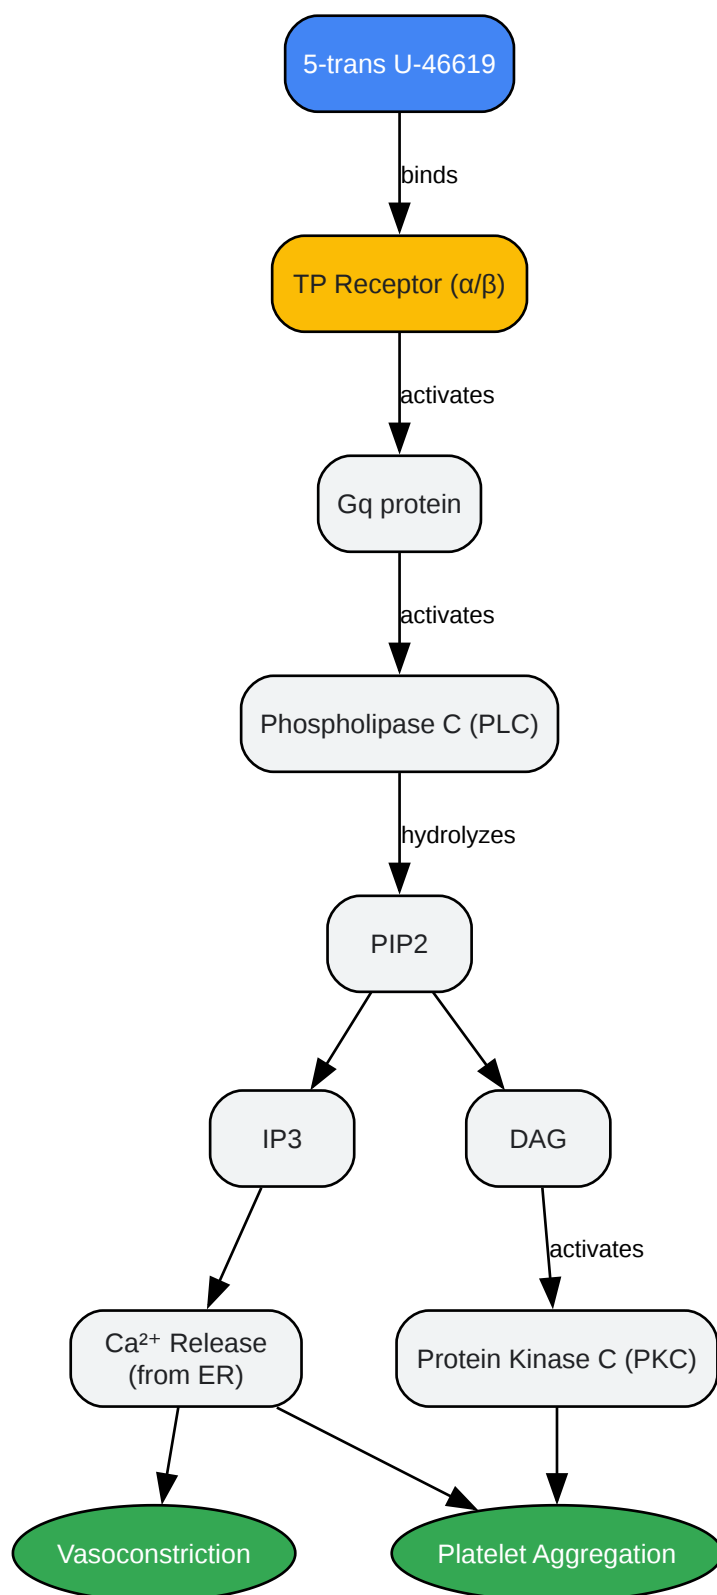 5-trans U-46619
binds
TP Receptor (α/β)
activates
Gq protein
activates
Phospholipase C (PLC)
hydrolyzes
PIP2
IP3
DAG
activates
Ca²⁺ Release
(from ER)
Protein Kinase C (PKC)
Vasoconstriction
Platelet Aggregation